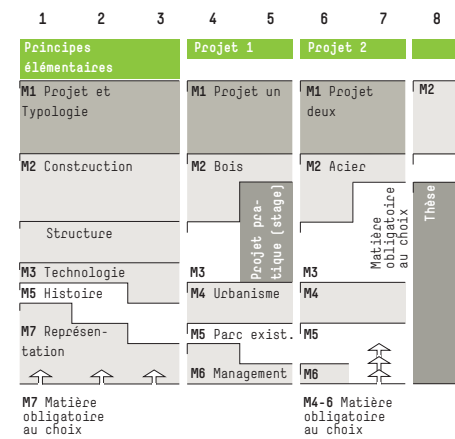 1 2 3 4 5 6 7 8
Principes
élémentaires
Projet 1
Projet 2
M1 Projet et
Typologie
M1 Projet un
M1 Projet
deux
M2
M2 Construction
M2 Bois
M2 Acier
Structure
Projet pra-
tique (stage)
Matière
obligatoire
au choix
Thèse
M3 Technologie
M3
M3
M5 Histoire
M4 Urbanisme
M4
M7 Représen-
tation
M5 Parc exist.
M5
M6 Management
M6
M7 Matière
obligatoire
au choix
M4-6 Matière
obligatoire
au choix